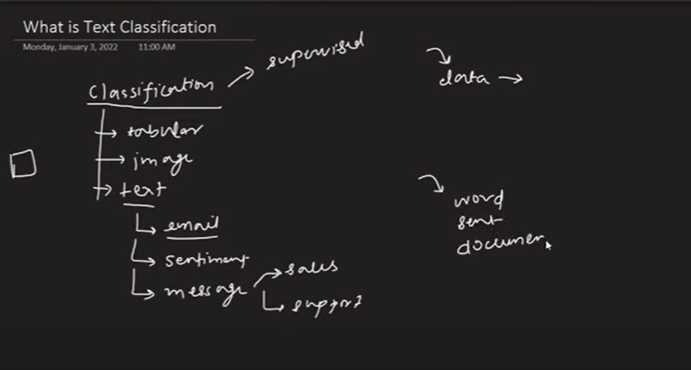 What is Text Classification
Monday, January 3, 2022 11:00 AM
Classification
supervised
tabular
image
text
email
sentiment
message
sales
support
data
word
sent
documen